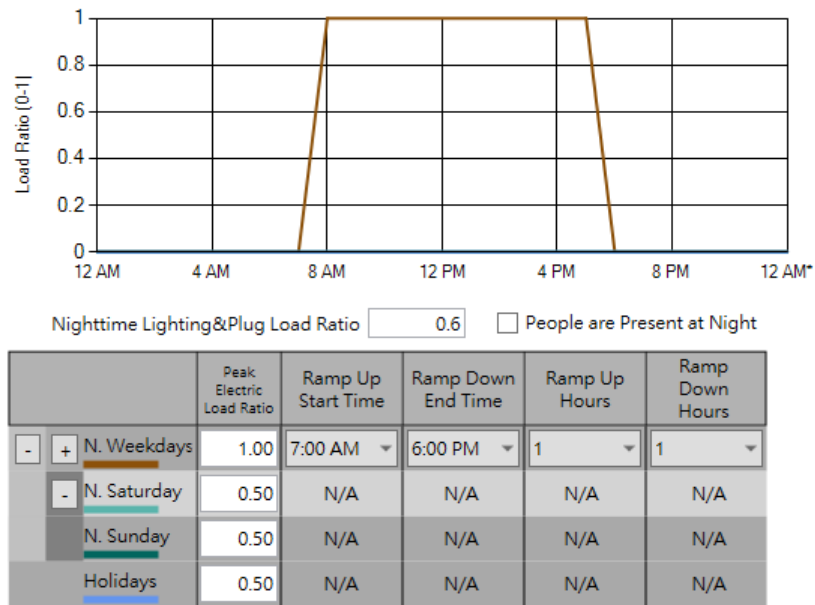 1
0.8
0.6
0.4
0.2
0
Load Ratio (0-1]
12 AM 4 AM 8 AM 12 PM 4 PM 8 PM 12 AM*
Nighttime Lighting&Plug Load Ratio 0.6 People are Present at Night
Peak Electric Load Ratio Ramp Up Start Time Ramp Down End Time Ramp Up Hours Ramp Down Hours
- + N. Weekdays 1.00 7:00 AM 6:00 PM 1 1
- N. Saturday 0.50 N/A N/A N/A N/A
N. Sunday 0.50 N/A N/A N/A N/A
Holidays 0.50 N/A N/A N/A N/A